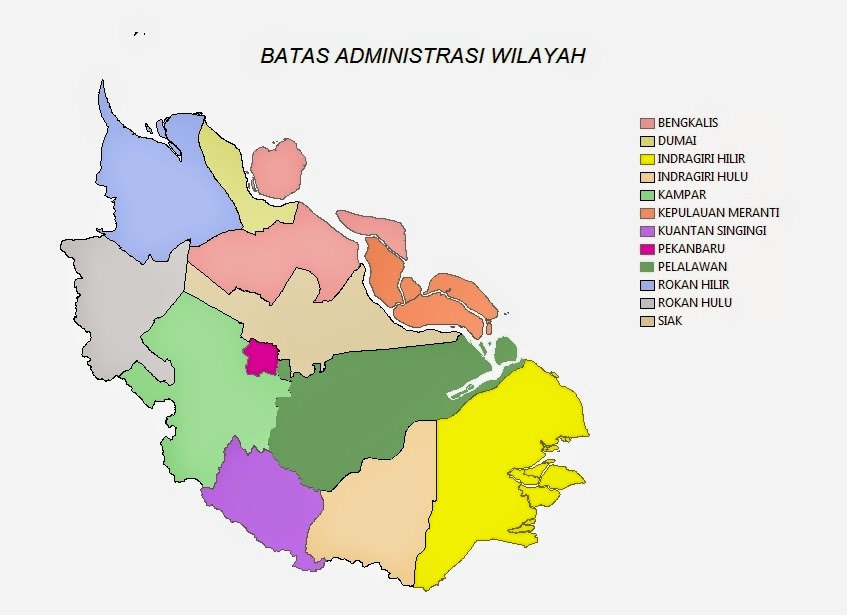 BATAS ADMINISTRASI WILAYAH
BENGKALIS
DUMAI
INDRAGIRI HILIR
INDRAGIRI HULU
KAMPAR
KEPULAUAN MERANTI
KUANTAN SINGINGI
PEKANBARU
PELALAWAN
ROKAN HILIR
ROKAN HULU
SIAK